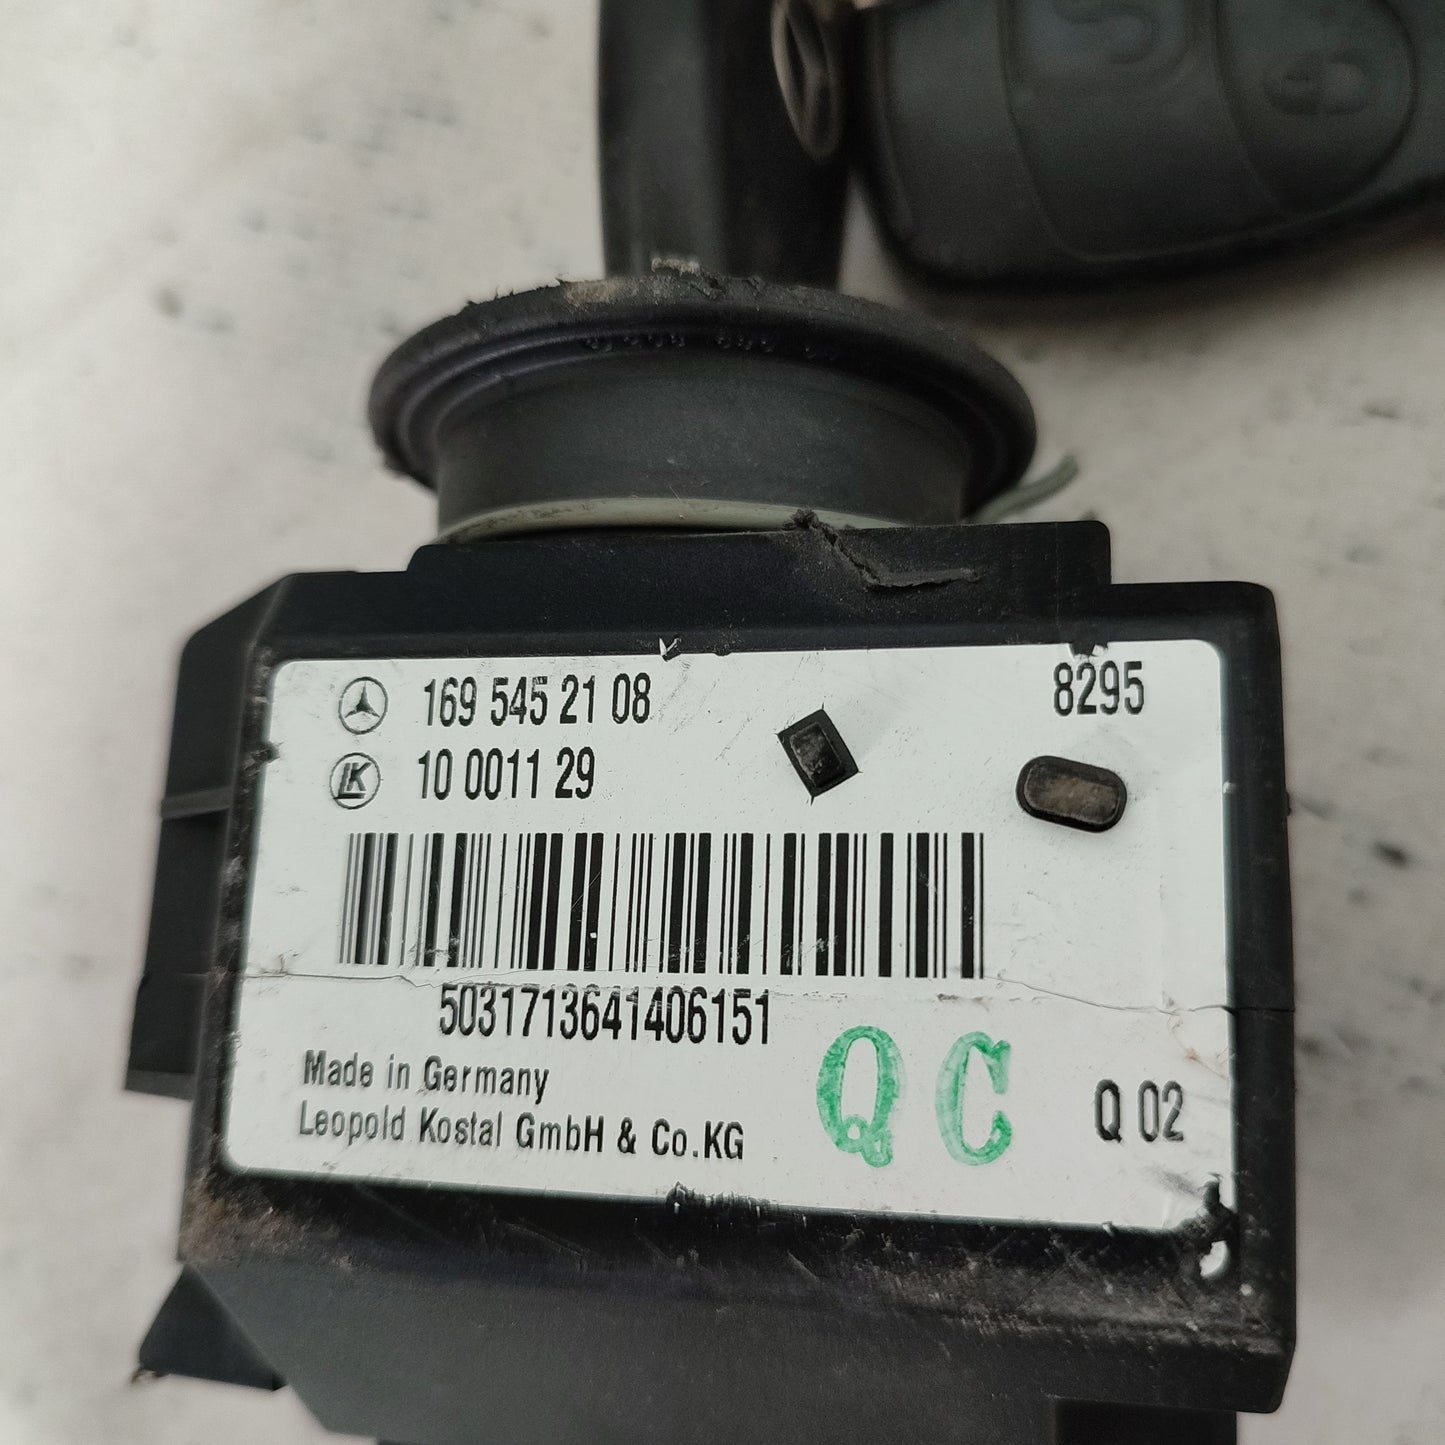 169 545 21 08
8295
LK 10 0011 29
5031713641406151
Made in Germany
Leopold Kostal GmbH & Co.KG
QC
Q 02